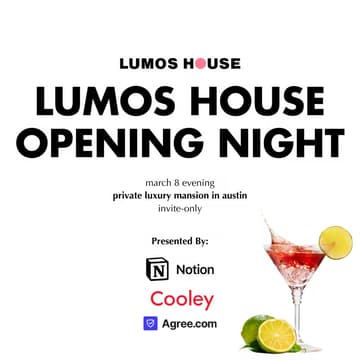 LUMOS HOUSE
LUMOS HOUSE
OPENING NIGHT
march 8 evening
private luxury mansion in austin
invite-only
Presented By:
N Notion
Cooley
Agree.com